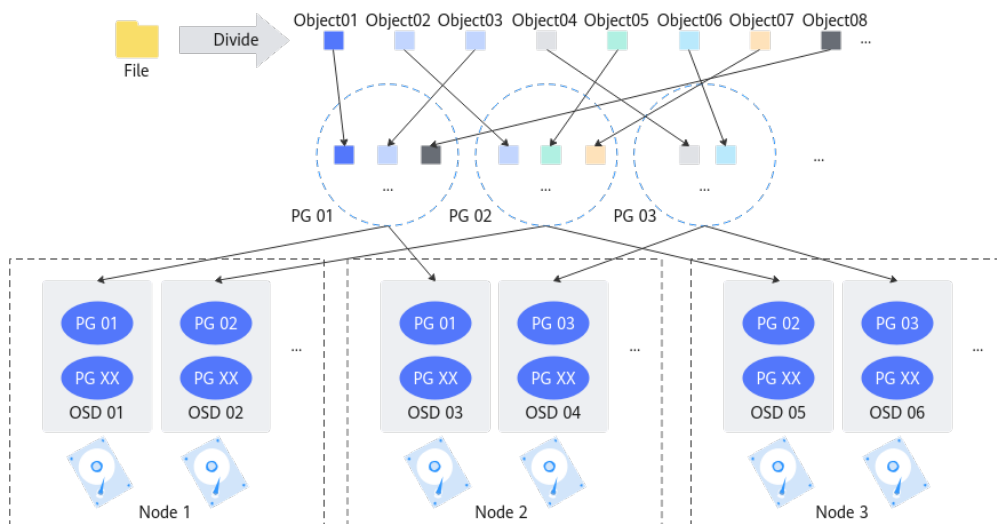 Object01 Object02 Object03 Object04 Object05 Object06 Object07 Object08
Divide
...
File
...
... ... ...
PG 01 PG 02 PG 03
PG 01 PG 02 PG 01 PG 03 PG 02 PG 03
... ... ...
PG XX PG XX PG XX PG XX PG XX PG XX
OSD 01 OSD 02 OSD 03 OSD 04 OSD 05 OSD 06
Node 1 Node 2 Node 3